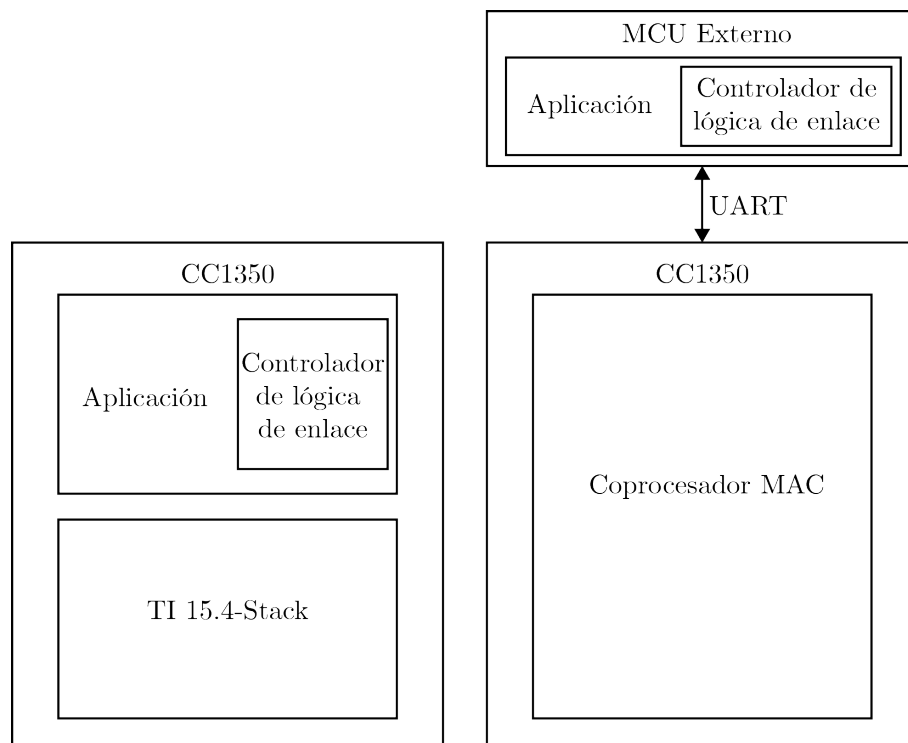 MCU Externo
Aplicación
Controlador de
lógica de enlace
UART
CC1350
Aplicación
Controlador
de lógica
de enlace
TI 15.4-Stack
CC1350
Coprocesador MAC